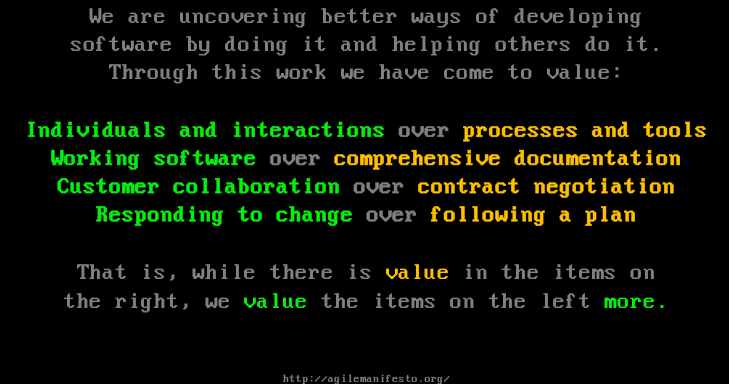 We are uncovering better ways of developing
software by doing it and helping others do it.
Through this work we have come to value:
Individuals and interactions over processes and tools
Working software over comprehensive documentation
Customer collaboration over contract negotiation
Responding to change over following a plan
That is, while there is value in the items on
the right, we value the items on the left more.
http://agilemanifesto.org/